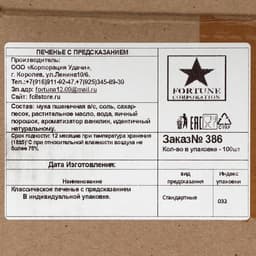 ПЕЧЕНЬЕ С ПРЕДСКАЗАНИЕМ
Производитель:
ООО «Корпорация Удачи»,
г. Королев, ул.Ленина10/6.
Тел.:+7(916)911-92-47,+7(925)345-89-30
Эл.адр: fortune12.00@mail.ru
Сайт: fcllstore.ru
FORTUNE
CORPORATION
Состав: мука пшеничная в/с, соль, сахар-
песок, растительное масло, вода, яичный
порошок, ароматизатор ванилин, идентичный
натуральному.
Срок годности: 12 месяцев при температуре хранения
(18±5)°С при относительной влажности воздуха не
более 75%.
Заказ№ 386
Кол-во в упаковке - 100шт
Дата Изготовления:
Наименование
вид
предсказания
Индекс
упаковки
Классическое печенье с предсказанием
В индивидуальной упаковке.
Стандартные
032